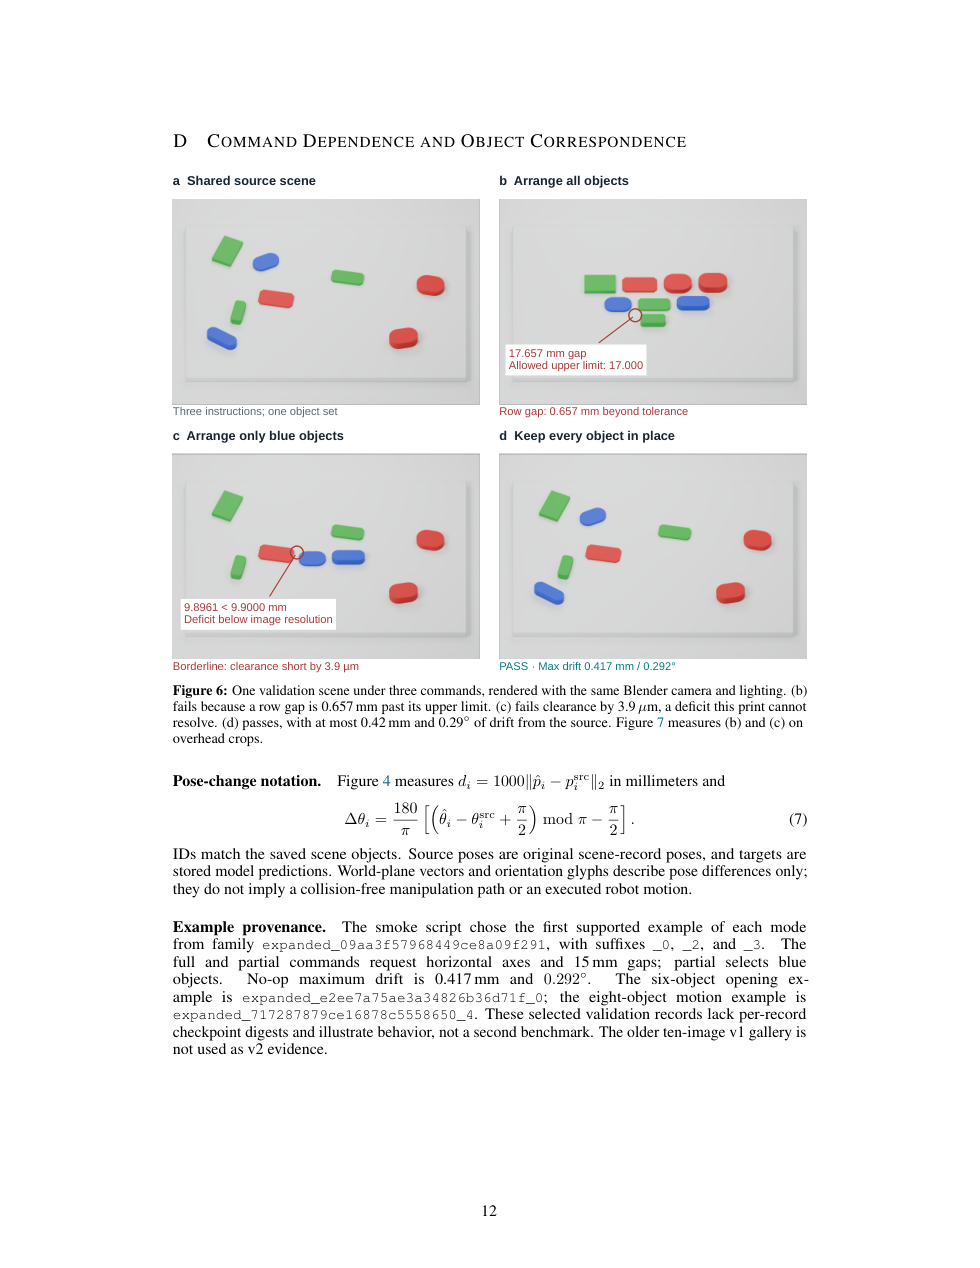 D COMMAND DEPENDENCE AND OBJECT CORRESPONDENCE
a Shared source scene
b Arrange all objects
17.657 mm gap
Allowed upper limit: 17.000
Three instructions; one object set
Row gap: 0.657 mm beyond tolerance
c Arrange only blue objects
d Keep every object in place
9.8961 < 9.9000 mm
Deficit below image resolution
Borderline: clearance short by 3.9 µm
PASS · Max drift 0.417 mm / 0.292°
Figure 6: One validation scene under three commands, rendered with the same Blender camera and lighting. (b)
fails because a row gap is 0.657 mm past its upper limit. (c) fails clearance by 3.9 µm, a deficit this print cannot
resolve. (d) passes, with at most 0.42 mm and 0.29° of drift from the source. Figure 7 measures (b) and (c) on
overhead crops.
Pose-change notation. Figure 4 measures d_i = 1000‖p̂_i − p_i^src‖_2 in millimeters and
Δθ_i = 180/π [(θ̂_i − θ_i^src + π/2) mod π − π/2]. (7)
IDs match the saved scene objects. Source poses are original scene-record poses, and targets are
stored model predictions. World-plane vectors and orientation glyphs describe pose differences only;
they do not imply a collision-free manipulation path or an executed robot motion.
Example provenance. The smoke script chose the first supported example of each mode
from family expanded_09aa3f57968449ce8a09f291, with suffixes _0, _2, and _3. The
full and partial commands request horizontal axes and 15 mm gaps; partial selects blue
objects. No-op maximum drift is 0.417 mm and 0.292°. The six-object opening ex-
ample is expanded_e2ee7a75ae3a34826b36d71f_0; the eight-object motion example is
expanded_717287879ce16878c5558650_4. These selected validation records lack per-record
checkpoint digests and illustrate behavior, not a second benchmark. The older ten-image v1 gallery is
not used as v2 evidence.
12